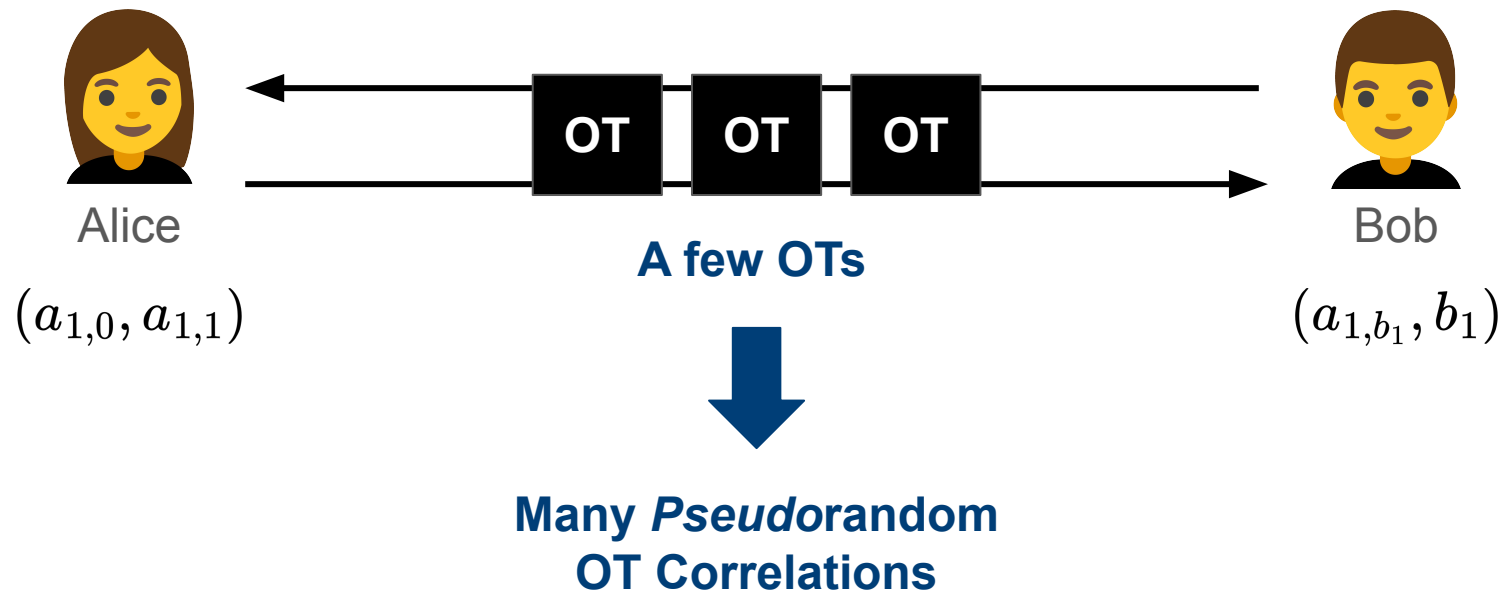 OT OT OT
Alice
Bob
A few OTs
(a_{1,0}, a_{1,1})
(a_{1,b_1}, b_1)
Many Pseudorandom
OT Correlations